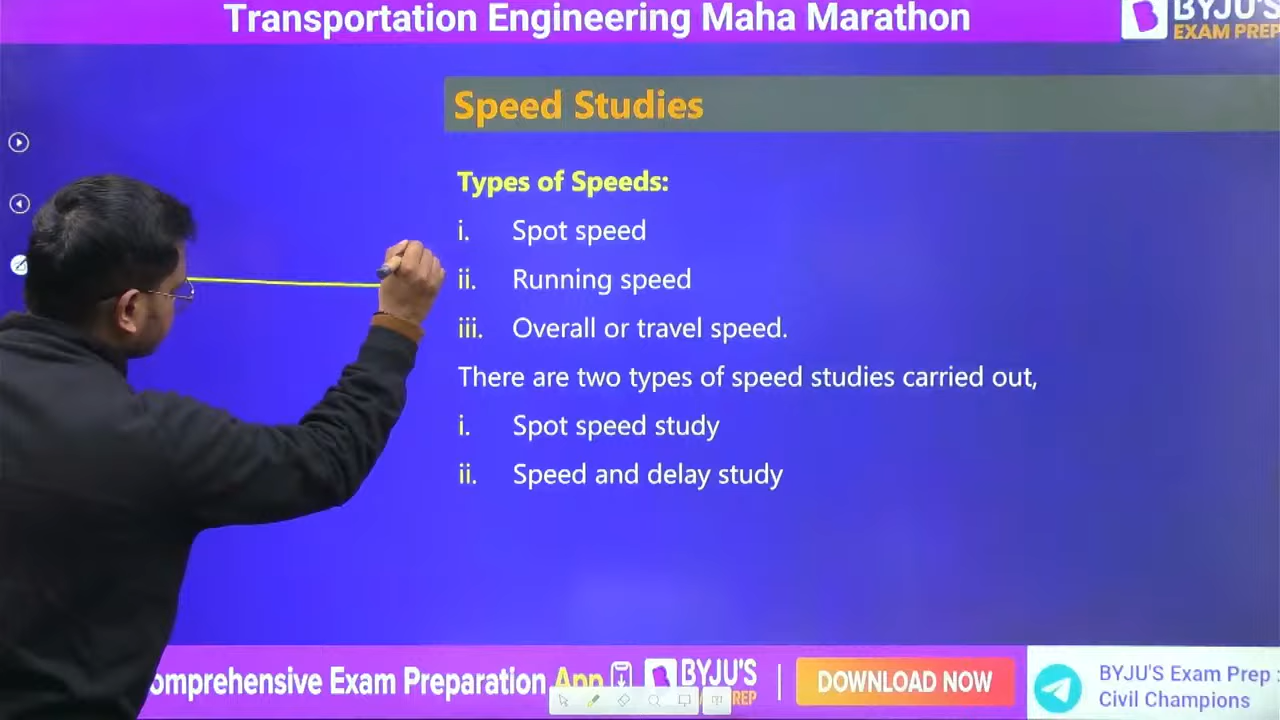 Transportation Engineering Maha Marathon
BYJU'S
EXAM PREP
Speed Studies
Types of Speeds:
i. Spot speed
ii. Running speed
iii. Overall or travel speed.
There are two types of speed studies carried out,
i. Spot speed study
ii. Speed and delay study
omprehensive Exam Preparation App
BYJU'S
REP
DOWNLOAD NOW
BYJU'S Exam Prep :
Civil Champions